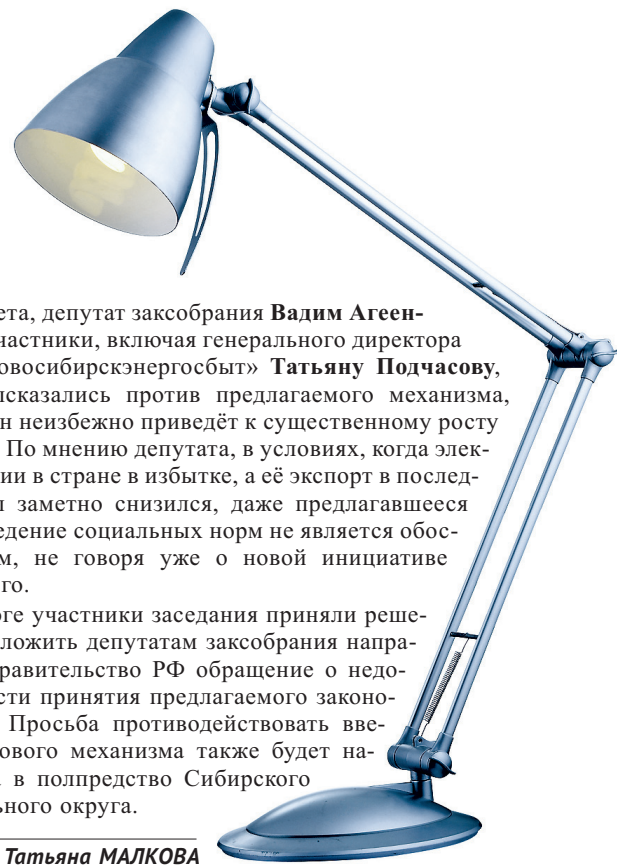 ета, депутат заксобрания Вадим Агеен-
частники, включая генерального директора
овосибирскэнергосбыт» Татьяну Подчасову,
ысказались против предлагаемого механизма,
н неизбежно приведёт к существенному росту
По мнению депутата, в условиях, когда элек-
ии в стране в избытке, а её экспорт в послед-
ы заметно снизился, даже предлагавшееся
едение социальных норм не является обос-
м, не говоря уже о новой инициативе
го.
оге участники заседания приняли реше-
ложить депутатам заксобрания напра-
равительство РФ обращение о недо-
сти принятия предлагаемого законо-
Просьба противодействовать вве-
ового механизма также будет на-
в полпредство Сибирского
ьного округа.
Татьяна МАЛКОВА